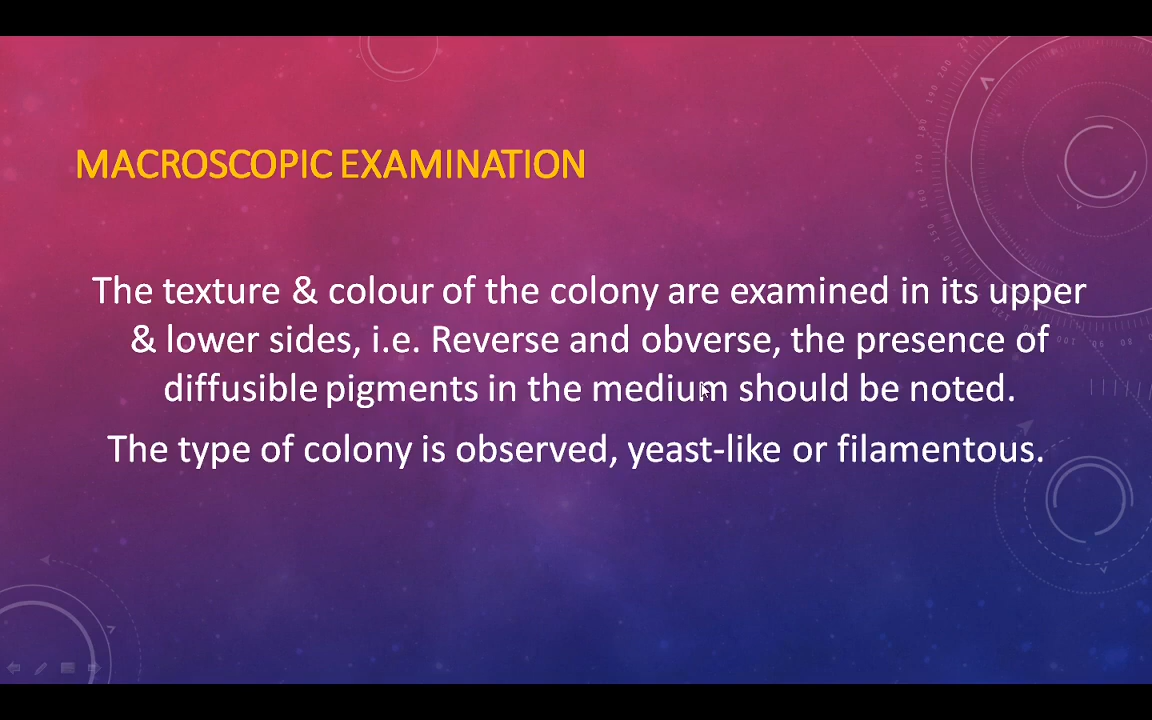 MACROSCOPIC EXAMINATION
The texture & colour of the colony are examined in its upper
& lower sides, i.e. Reverse and obverse, the presence of
diffusible pigments in the medium should be noted.
The type of colony is observed, yeast-like or filamentous.